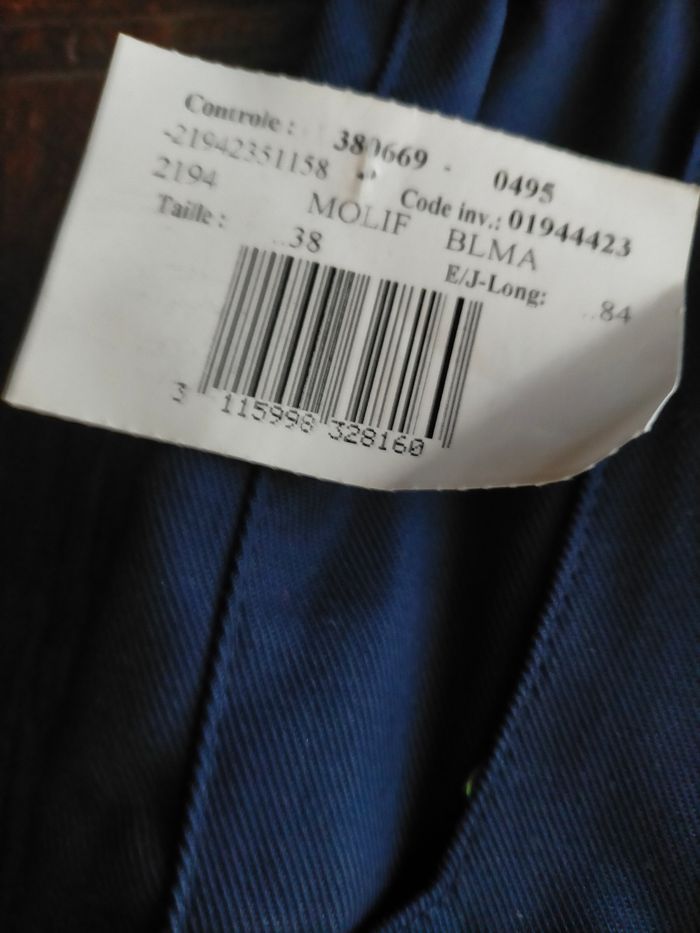 Controle : 380669 - 0495
-21942351158 Code inv.: 01944423
2194 MOLIF BLMA
Taille : ..38 E/J-Long: ..84
3 115998 328160